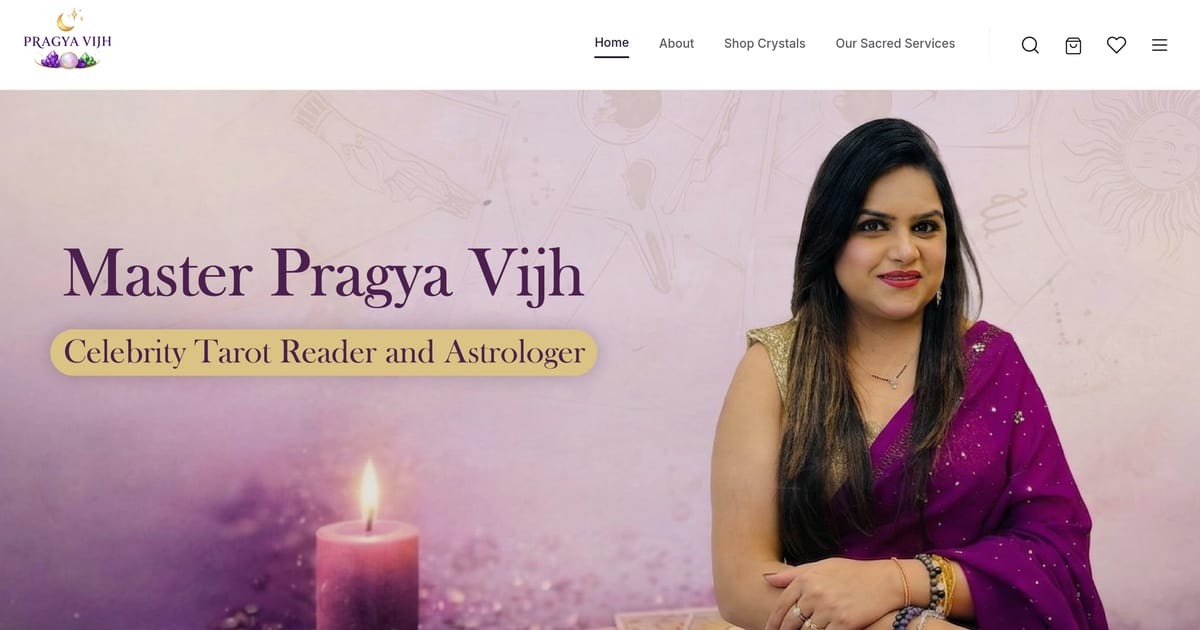 PRAGYA VIJH
Home
About
Shop Crystals
Our Sacred Services
Master Pragya Vijh
Celebrity Tarot Reader and Astrologer